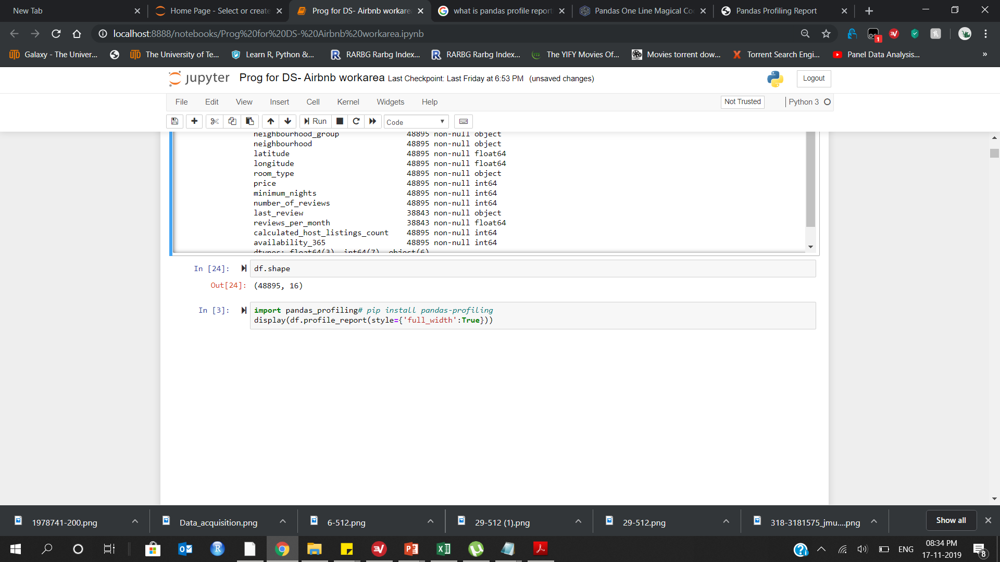 New Tab
Home Page - Select or create
Prog for DS- Airbnb workarea
what is pandas profile report
Pandas One Line Magical Co
Pandas Profiling Report
localhost:8888/notebooks/Prog%20for%20DS-%20Airbnb%20workarea.ipynb
1
Galaxy - The Univer...
The University of Te...
Learn R, Python &...
RARBG Rarbg Index...
RARBG Rarbg Index...
The YIFY Movies Of...
Movies torrent dow...
Torrent Search Engi...
Panel Data Analysis...
»
jupyter Prog for DS- Airbnb workarea Last Checkpoint: Last Friday at 6:53 PM (unsaved changes)
Logout
File Edit View Insert Cell Kernel Widgets Help
Not Trusted
Python 3
Run
Code
neighbourhood_group 48895 non-null object
neighbourhood 48895 non-null object
latitude 48895 non-null float64
longitude 48895 non-null float64
room_type 48895 non-null object
price 48895 non-null int64
minimum_nights 48895 non-null int64
number_of_reviews 48895 non-null int64
last_review 38843 non-null object
reviews_per_month 38843 non-null float64
calculated_host_listings_count 48895 non-null int64
availability_365 48895 non-null int64
dtypes: float64(3), int64(7), object(6)
In [24]: df.shape
Out[24]: (48895, 16)
In [3]: import pandas_profiling# pip install pandas-profiling
display(df.profile_report(style={'full_width':True}))
1978741-200.png
Data_acquisition.png
6-512.png
29-512 (1).png
29-512.png
318-3181575_jmu....png
Show all
ENG
08:34 PM
17-11-2019
8